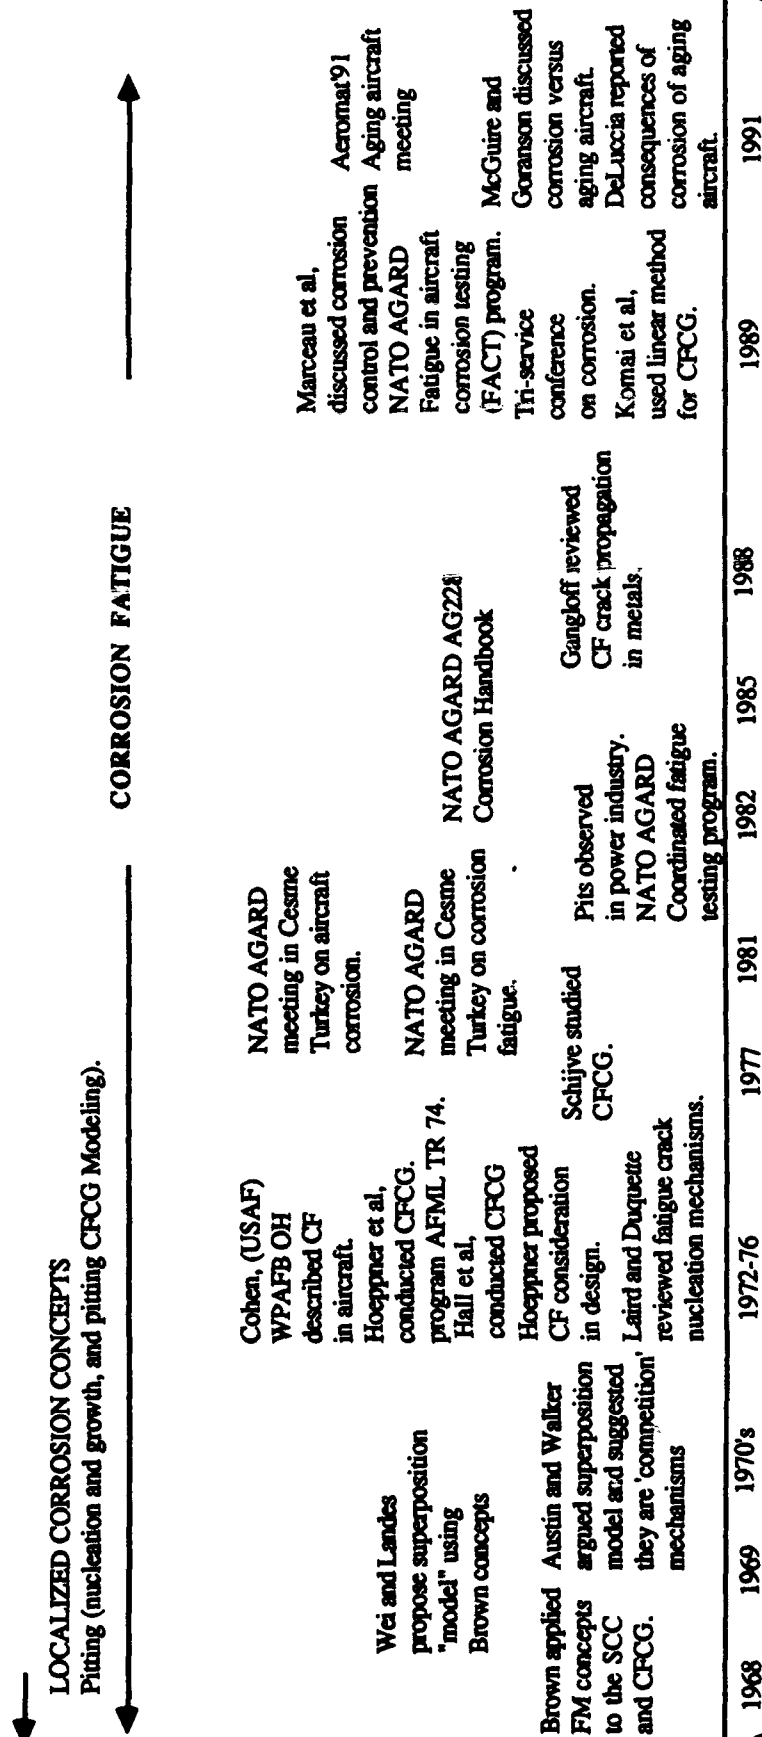 LOCALIZED CORROSION CONCEPTS
Pitting (nucleation and growth, and pitting CFCG Modeling).
CORROSION FATIGUE
Brown applied
FM concepts
to the SCC
and CFCG.
1968
Wei and Landes
propose superposition
"model" using
Brown concepts
1969
Austin and Walker
argued superposition
model and suggested
they are 'competition'
mechanisms
1970's
Cohen, (USAF)
WPAFB OH
described CF
in aircraft.
Hoeppner et al,
conducted CFCG.
program AFML TR 74.
Hall et al,
conducted CFCG
Hoeppner proposed
CF consideration
in design.
Laird and Duquette
reviewed fatigue crack
nucleation mechanisms.
1972-76
Schijve studied
CFCG.
1977
NATO AGARD
meeting in Cesme
Turkey on aircraft
corrosion.
NATO AGARD
meeting in Cesme
Turkey on corrosion
fatigue.
1981
Pits observed
in power industry.
NATO AGARD
Coordinated fatigue
testing program.
1982
NATO AGARD AG228
Corrosion Handbook
1985
Gangloff reviewed
CF crack propagation
in metals.
1988
Marceau et al,
discussed corrosion
control and prevention
NATO AGARD
Fatigue in aircraft
corrosion testing
(FACT) program.
Tri-service
conference
on corrosion.
Komai et al,
used linear method
for CFCG.
1989
Aeromat'91
Aging aircraft
meeting
McGuire and
Goranson discussed
corrosion versus
aging aircraft.
DeLuccia reported
consequences of
corrosion of aging
aircraft.
1991